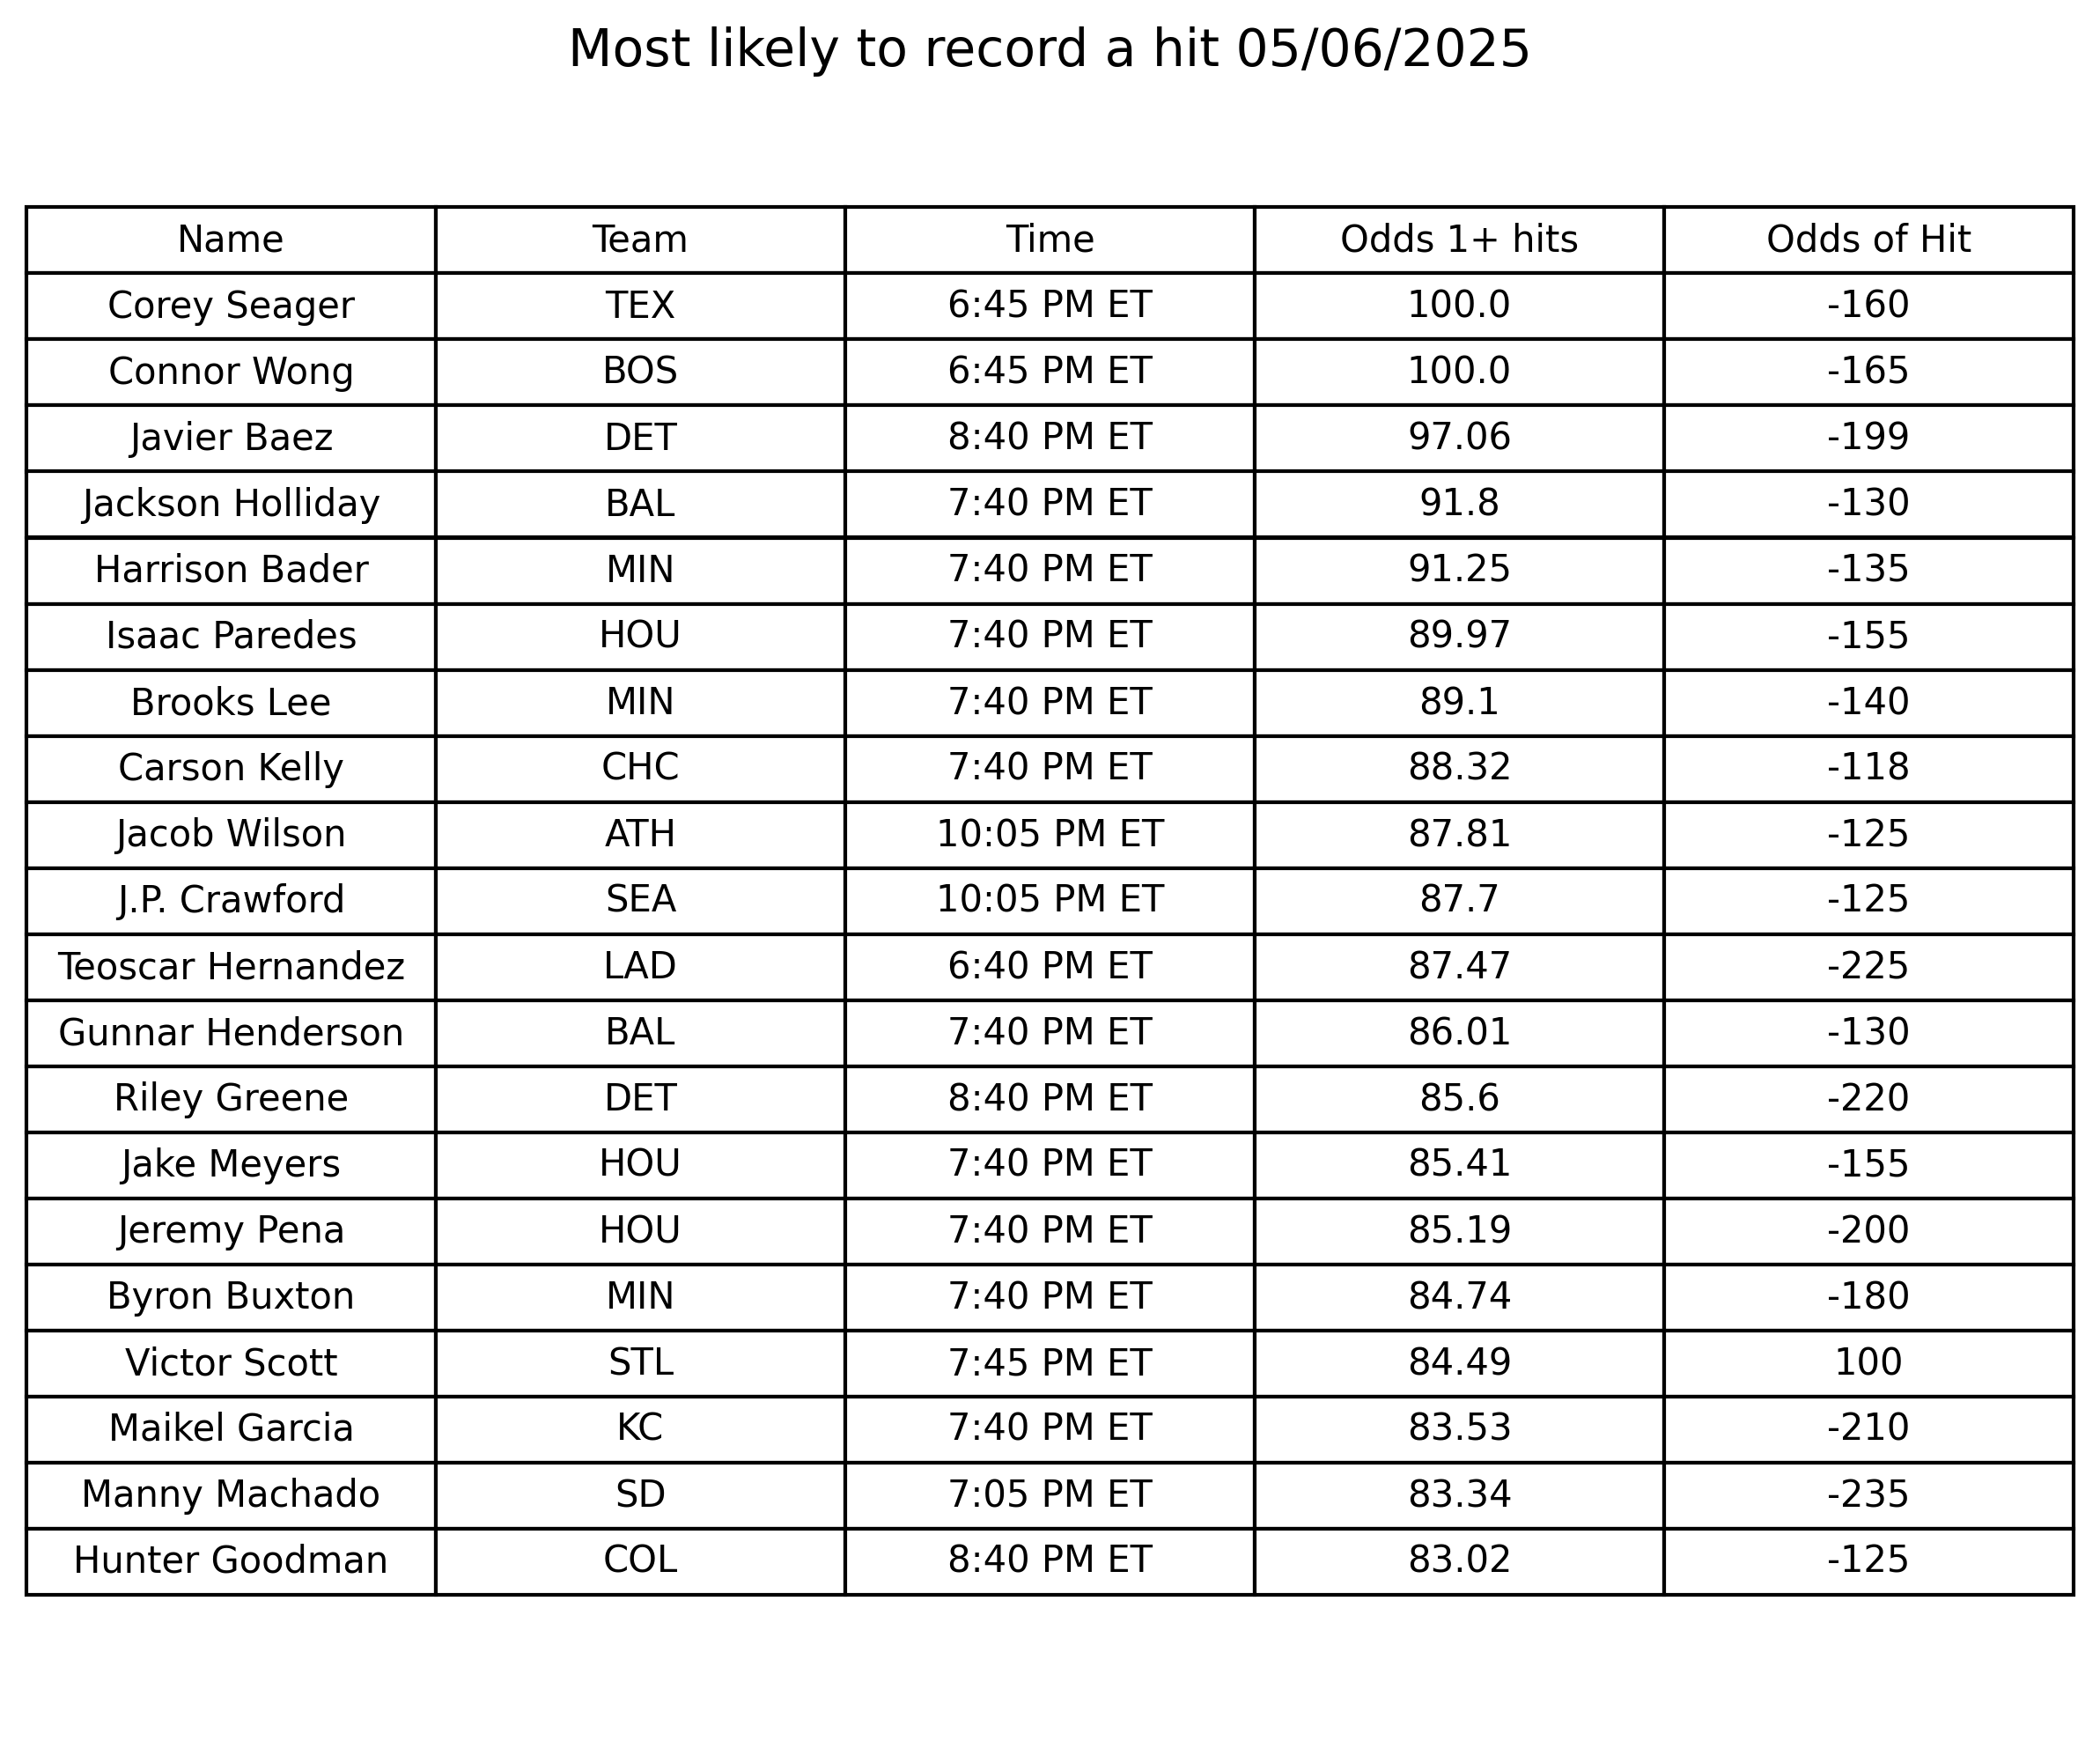 Most likely to record a hit 05/06/2025
Name Team Time Odds 1+ hits Odds of Hit
Corey Seager TEX 6:45 PM ET 100.0 -160
Connor Wong BOS 6:45 PM ET 100.0 -165
Javier Baez DET 8:40 PM ET 97.06 -199
Jackson Holliday BAL 7:40 PM ET 91.8 -130
Harrison Bader MIN 7:40 PM ET 91.25 -135
Isaac Paredes HOU 7:40 PM ET 89.97 -155
Brooks Lee MIN 7:40 PM ET 89.1 -140
Carson Kelly CHC 7:40 PM ET 88.32 -118
Jacob Wilson ATH 10:05 PM ET 87.81 -125
J.P. Crawford SEA 10:05 PM ET 87.7 -125
Teoscar Hernandez LAD 6:40 PM ET 87.47 -225
Gunnar Henderson BAL 7:40 PM ET 86.01 -130
Riley Greene DET 8:40 PM ET 85.6 -220
Jake Meyers HOU 7:40 PM ET 85.41 -155
Jeremy Pena HOU 7:40 PM ET 85.19 -200
Byron Buxton MIN 7:40 PM ET 84.74 -180
Victor Scott STL 7:45 PM ET 84.49 100
Maikel Garcia KC 7:40 PM ET 83.53 -210
Manny Machado SD 7:05 PM ET 83.34 -235
Hunter Goodman COL 8:40 PM ET 83.02 -125